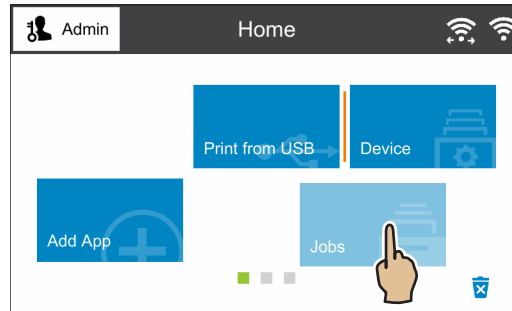 Admin
Home
Print from USB
Device
Add App
Jobs